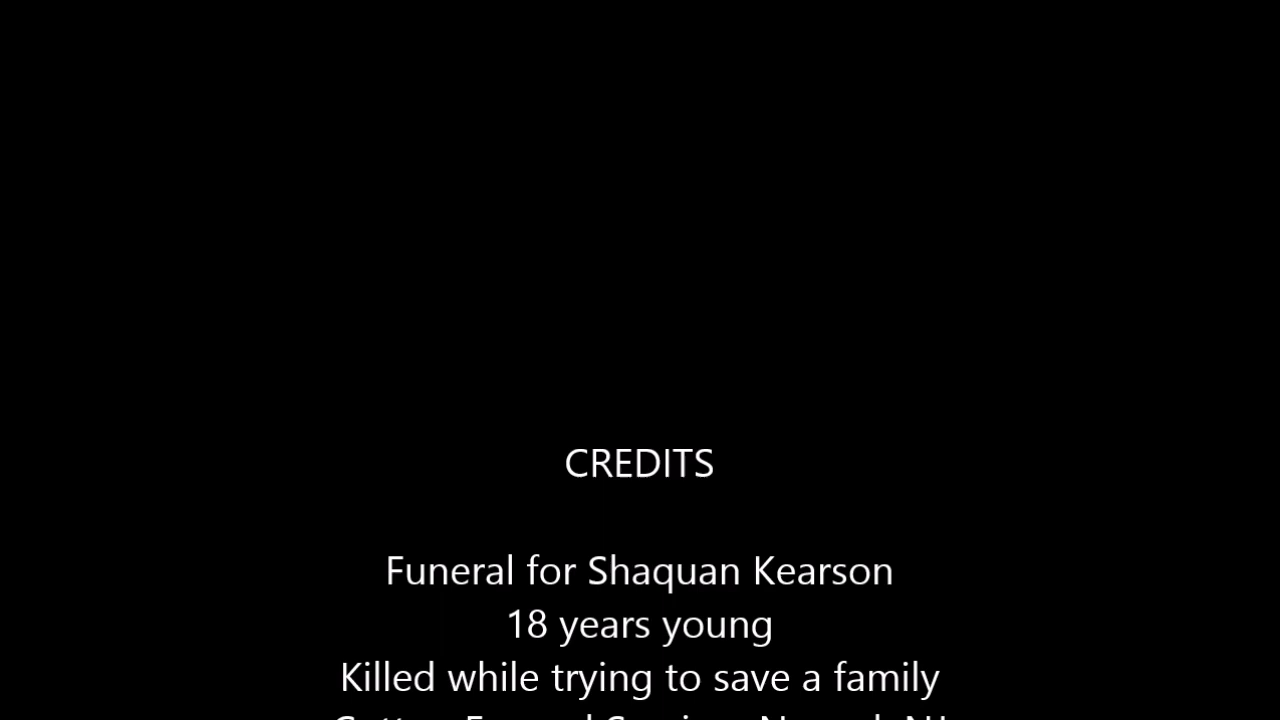 CREDITS
Funeral for Shaquan Kearson
18 years young
Killed while trying to save a family